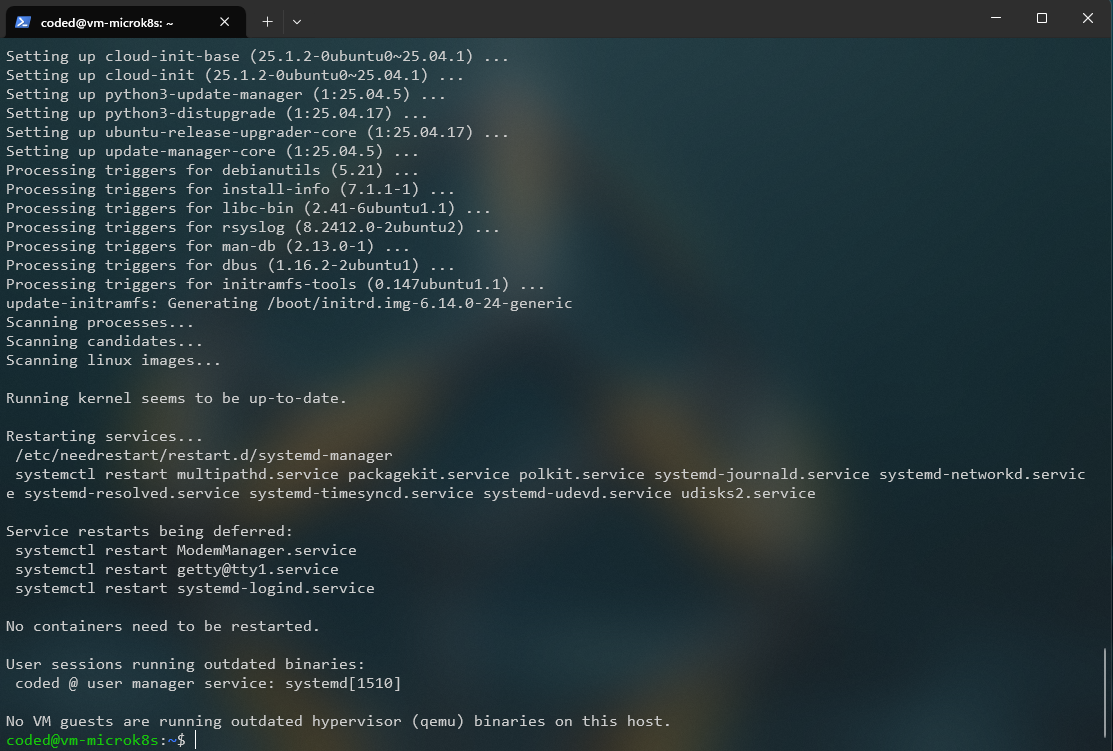 coded@vm-microk8s: ~
Setting up cloud-init-base (25.1.2-0ubuntu0~25.04.1) ...
Setting up cloud-init (25.1.2-0ubuntu0~25.04.1) ...
Setting up python3-update-manager (1:25.04.5) ...
Setting up python3-distupgrade (1:25.04.17) ...
Setting up ubuntu-release-upgrader-core (1:25.04.17) ...
Setting up update-manager-core (1:25.04.5) ...
Processing triggers for debianutils (5.21) ...
Processing triggers for install-info (7.1.1-1) ...
Processing triggers for libc-bin (2.41-6ubuntu1.1) ...
Processing triggers for rsyslog (8.2412.0-2ubuntu2) ...
Processing triggers for man-db (2.13.0-1) ...
Processing triggers for dbus (1.16.2-2ubuntu1) ...
Processing triggers for initramfs-tools (0.147ubuntu1.1) ...
update-initramfs: Generating /boot/initrd.img-6.14.0-24-generic
Scanning processes...
Scanning candidates...
Scanning linux images...
Running kernel seems to be up-to-date.
Restarting services...
 /etc/needrestart/restart.d/systemd-manager
 systemctl restart multipathd.service packagekit.service polkit.service systemd-journald.service systemd-networkd.servic
e systemd-resolved.service systemd-timesyncd.service systemd-udevd.service udisks2.service
Service restarts being deferred:
 systemctl restart ModemManager.service
 systemctl restart getty@tty1.service
 systemctl restart systemd-logind.service
No containers need to be restarted.
User sessions running outdated binaries:
 coded @ user manager service: systemd[1510]
No VM guests are running outdated hypervisor (qemu) binaries on this host.
coded@vm-microk8s:~$